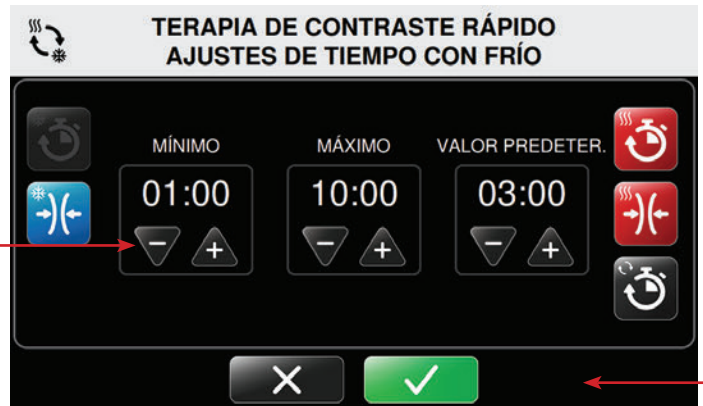 TERAPIA DE CONTRASTE RÁPIDO
AJUSTES DE TIEMPO CON FRÍO
MÍNIMO MÁXIMO VALOR PREDETER.
01:00 10:00 03:00